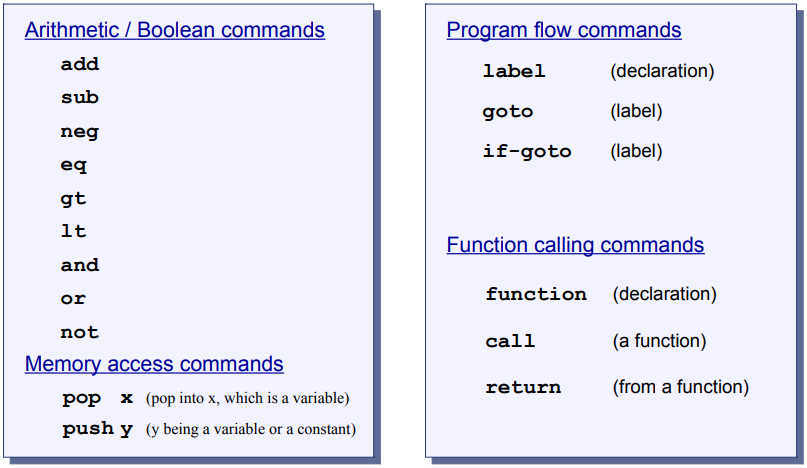 Arithmetic / Boolean commands
add
sub
neg
eq
gt
lt
and
or
not
Memory access commands
pop x (pop into x, which is a variable)
push y (y being a variable or a constant)
Program flow commands
label (declaration)
goto (label)
if-goto (label)
Function calling commands
function (declaration)
call (a function)
return (from a function)